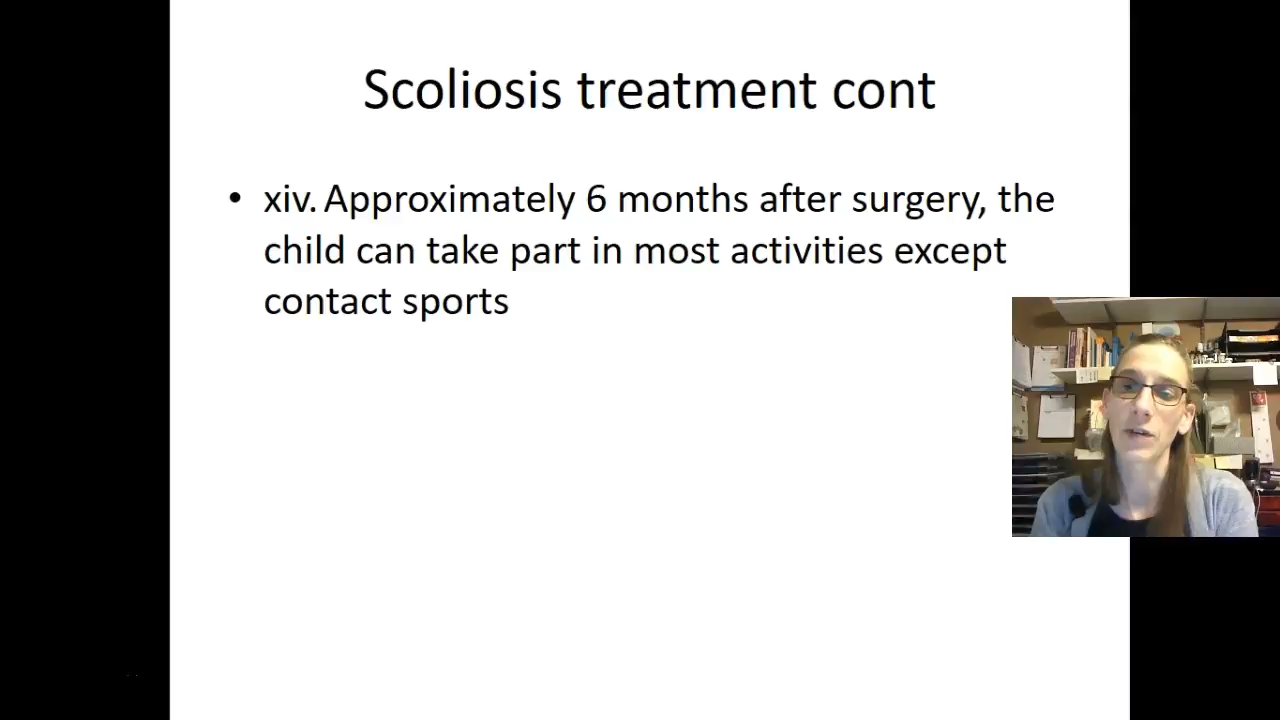 Scoliosis treatment cont
• xiv. Approximately 6 months after surgery, the
child can take part in most activities except
contact sports